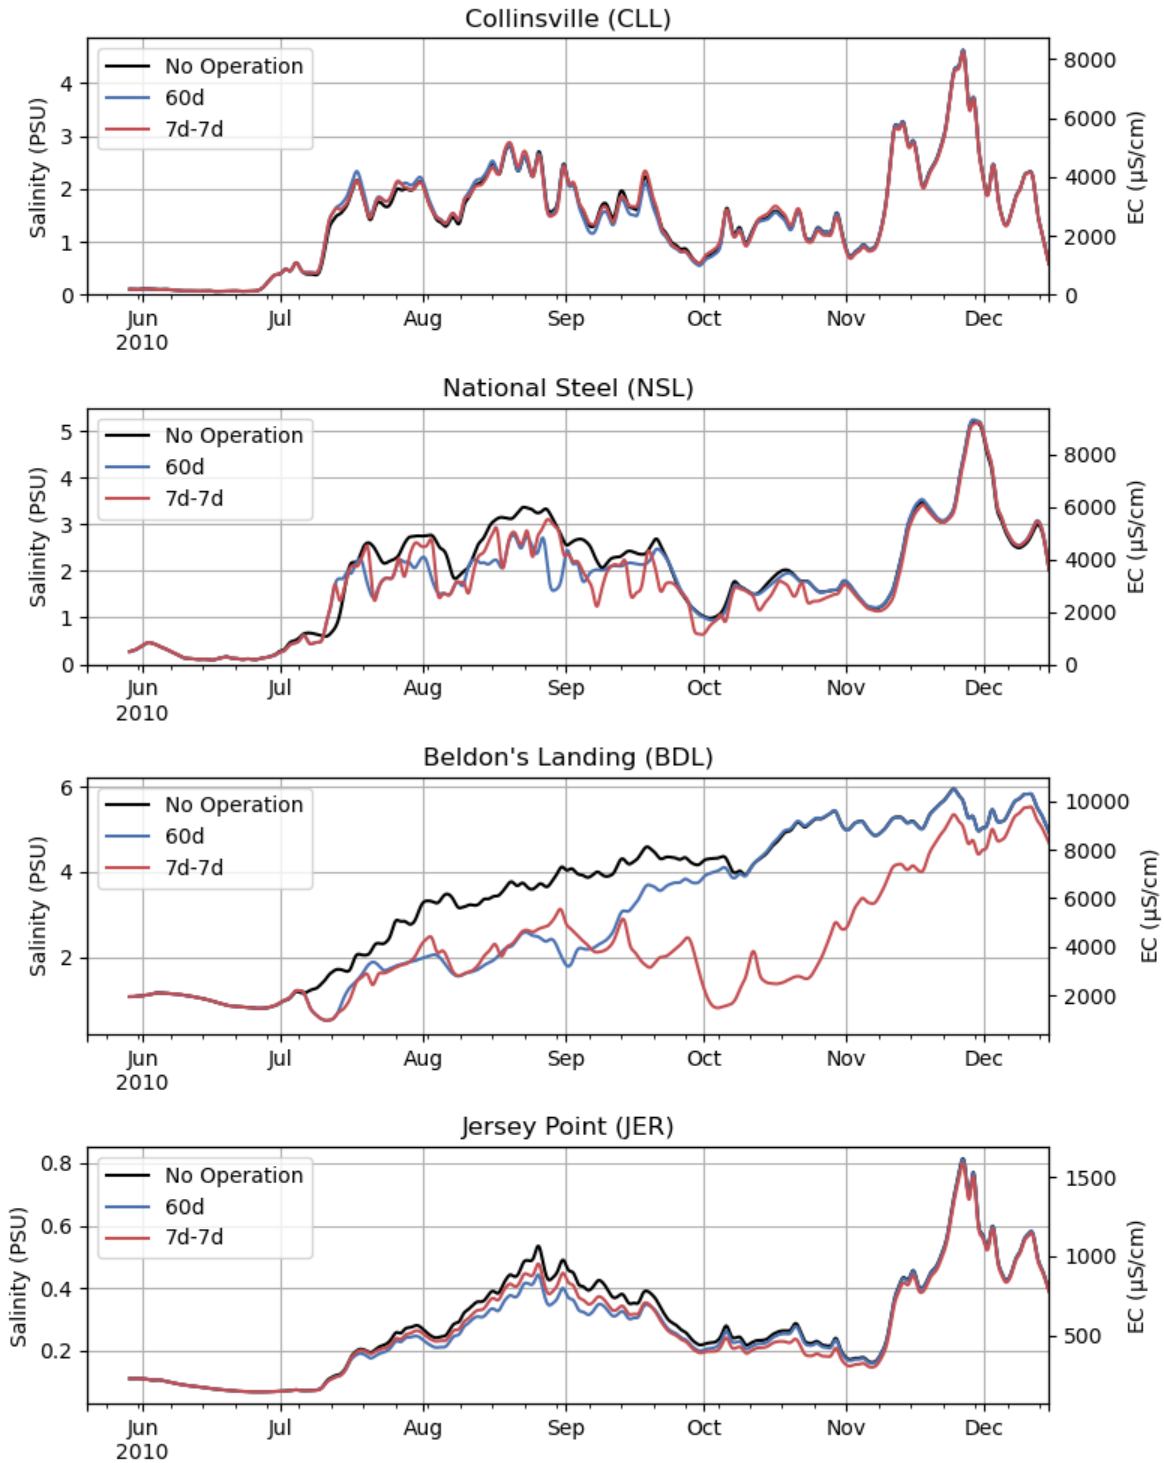 Collinsville (CLL)
No Operation
60d
7d-7d
Salinity (PSU)
4
3
2
1
0
EC (µS/cm)
8000
6000
4000
2000
0
Jun
2010
Jul
Aug
Sep
Oct
Nov
Dec
National Steel (NSL)
No Operation
60d
7d-7d
Salinity (PSU)
5
4
3
2
1
0
EC (µS/cm)
8000
6000
4000
2000
0
Jun
2010
Jul
Aug
Sep
Oct
Nov
Dec
Beldon's Landing (BDL)
No Operation
60d
7d-7d
Salinity (PSU)
6
4
2
EC (µS/cm)
10000
8000
6000
4000
2000
Jun
2010
Jul
Aug
Sep
Oct
Nov
Dec
Jersey Point (JER)
No Operation
60d
7d-7d
Salinity (PSU)
0.8
0.6
0.4
0.2
EC (µS/cm)
1500
1000
500
Jun
2010
Jul
Aug
Sep
Oct
Nov
Dec